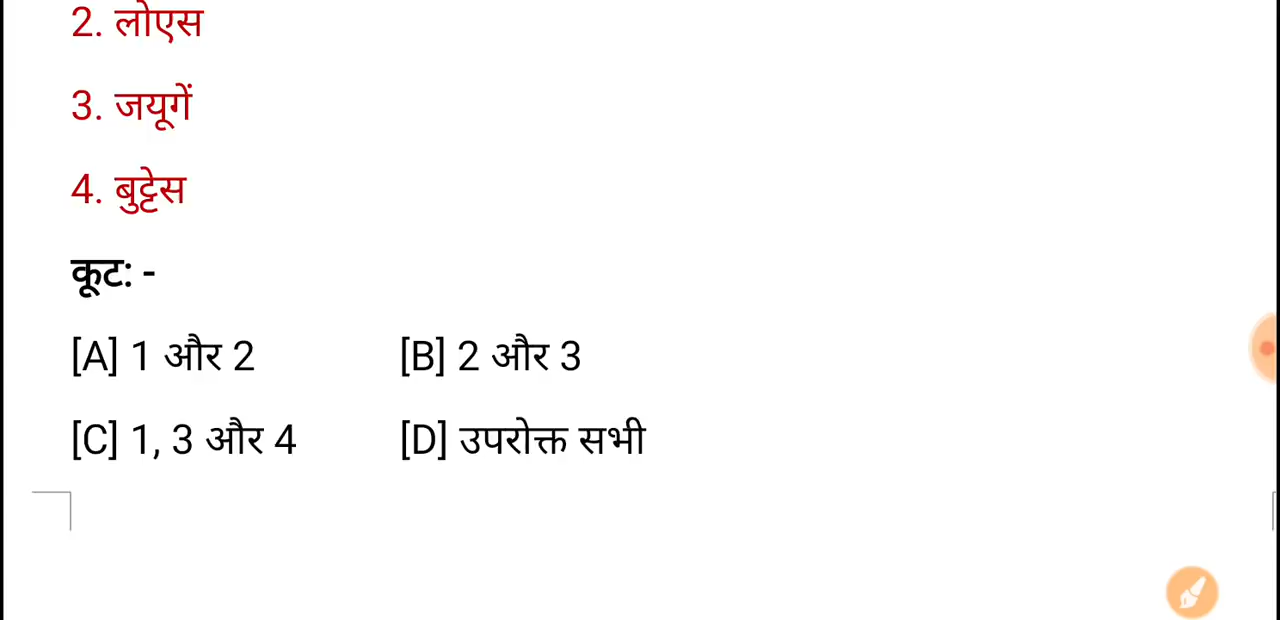 2. लोएस
3. जयूगें
4. बुट्टेस
कूट: -
[A] 1 और 2 [B] 2 और 3
[C] 1, 3 और 4 [D] उपरोक्त सभी